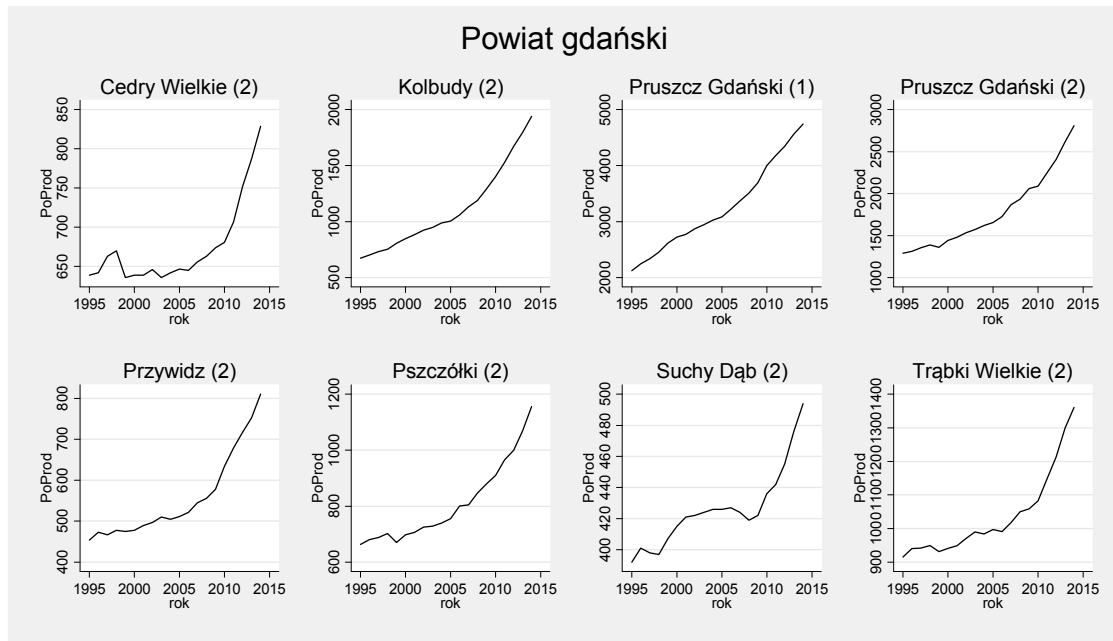 Powiat gdański
Cedry Wielkie (2)
PoProd
650 700 750 800 850
1995 2000 2005 2010 2015
rok
Kolbudy (2)
PoProd
500 1000 1500 2000
1995 2000 2005 2010 2015
rok
Pruszcz Gdański (1)
PoProd
2000 3000 4000 5000
1995 2000 2005 2010 2015
rok
Pruszcz Gdański (2)
PoProd
1000 1500 2000 2500 3000
1995 2000 2005 2010 2015
rok
Przywidz (2)
PoProd
400 500 600 700 800
1995 2000 2005 2010 2015
rok
Pszczółki (2)
PoProd
600 800 1000 1200
1995 2000 2005 2010 2015
rok
Suchy Dąb (2)
PoProd
400 420 440 460 480 500
1995 2000 2005 2010 2015
rok
Trąbki Wielkie (2)
PoProd
900 1000 1100 1200 1300 1400
1995 2000 2005 2010 2015
rok